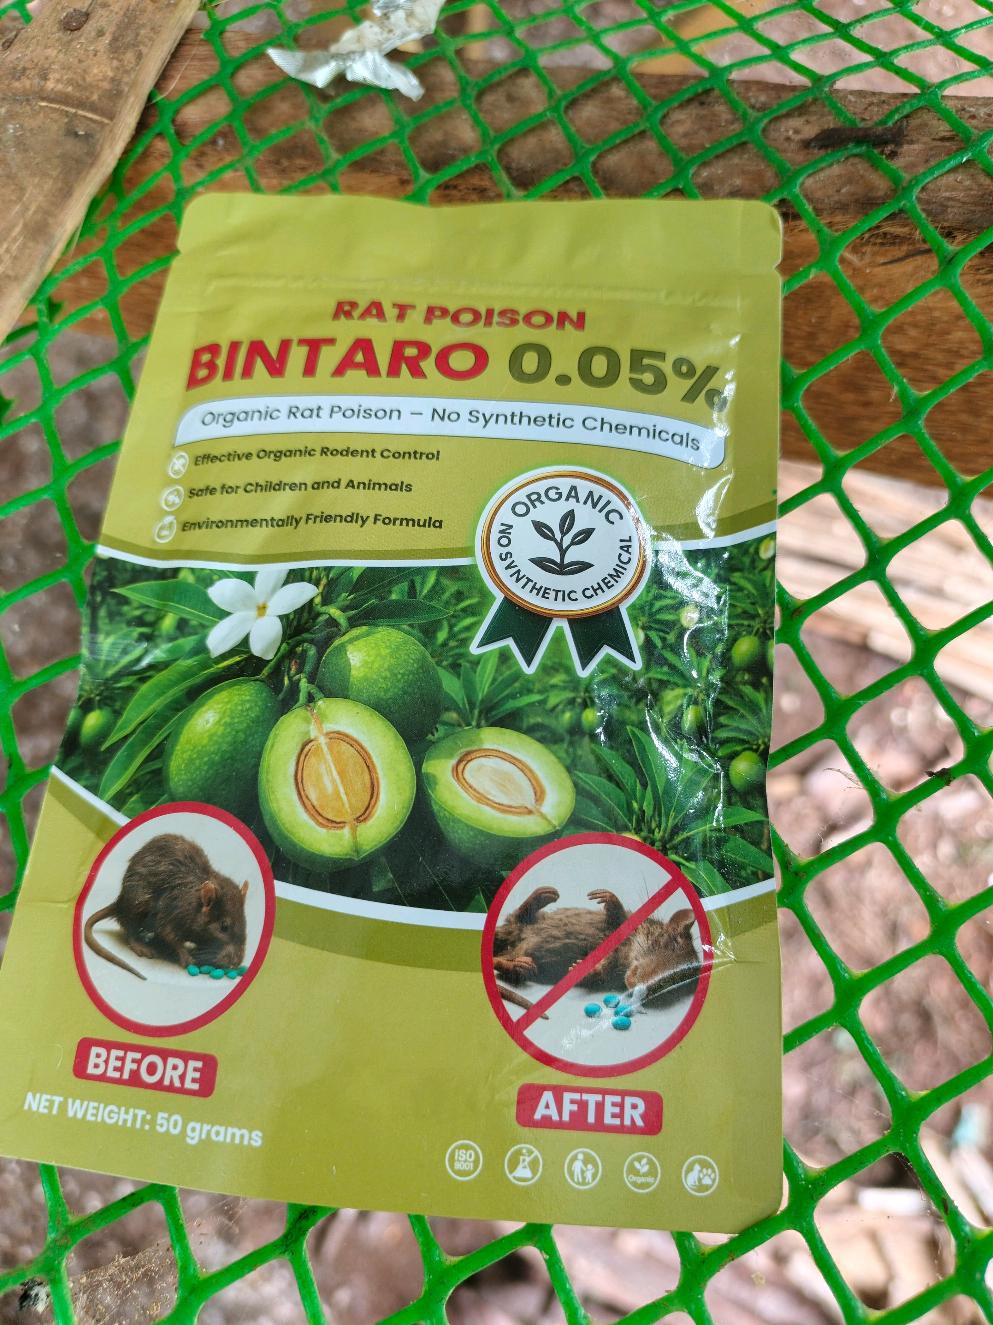 RAT POISON
BINTARO 0.05%
Organic Rat Poison – No Synthetic Chemicals
Effective Organic Rodent Control
Safe for Children and Animals
Environmentally Friendly Formula
ORGANIC
NO SYNTHETIC CHEMICAL
BEFORE
AFTER
NET WEIGHT: 50 grams
ISO
9001
Organic